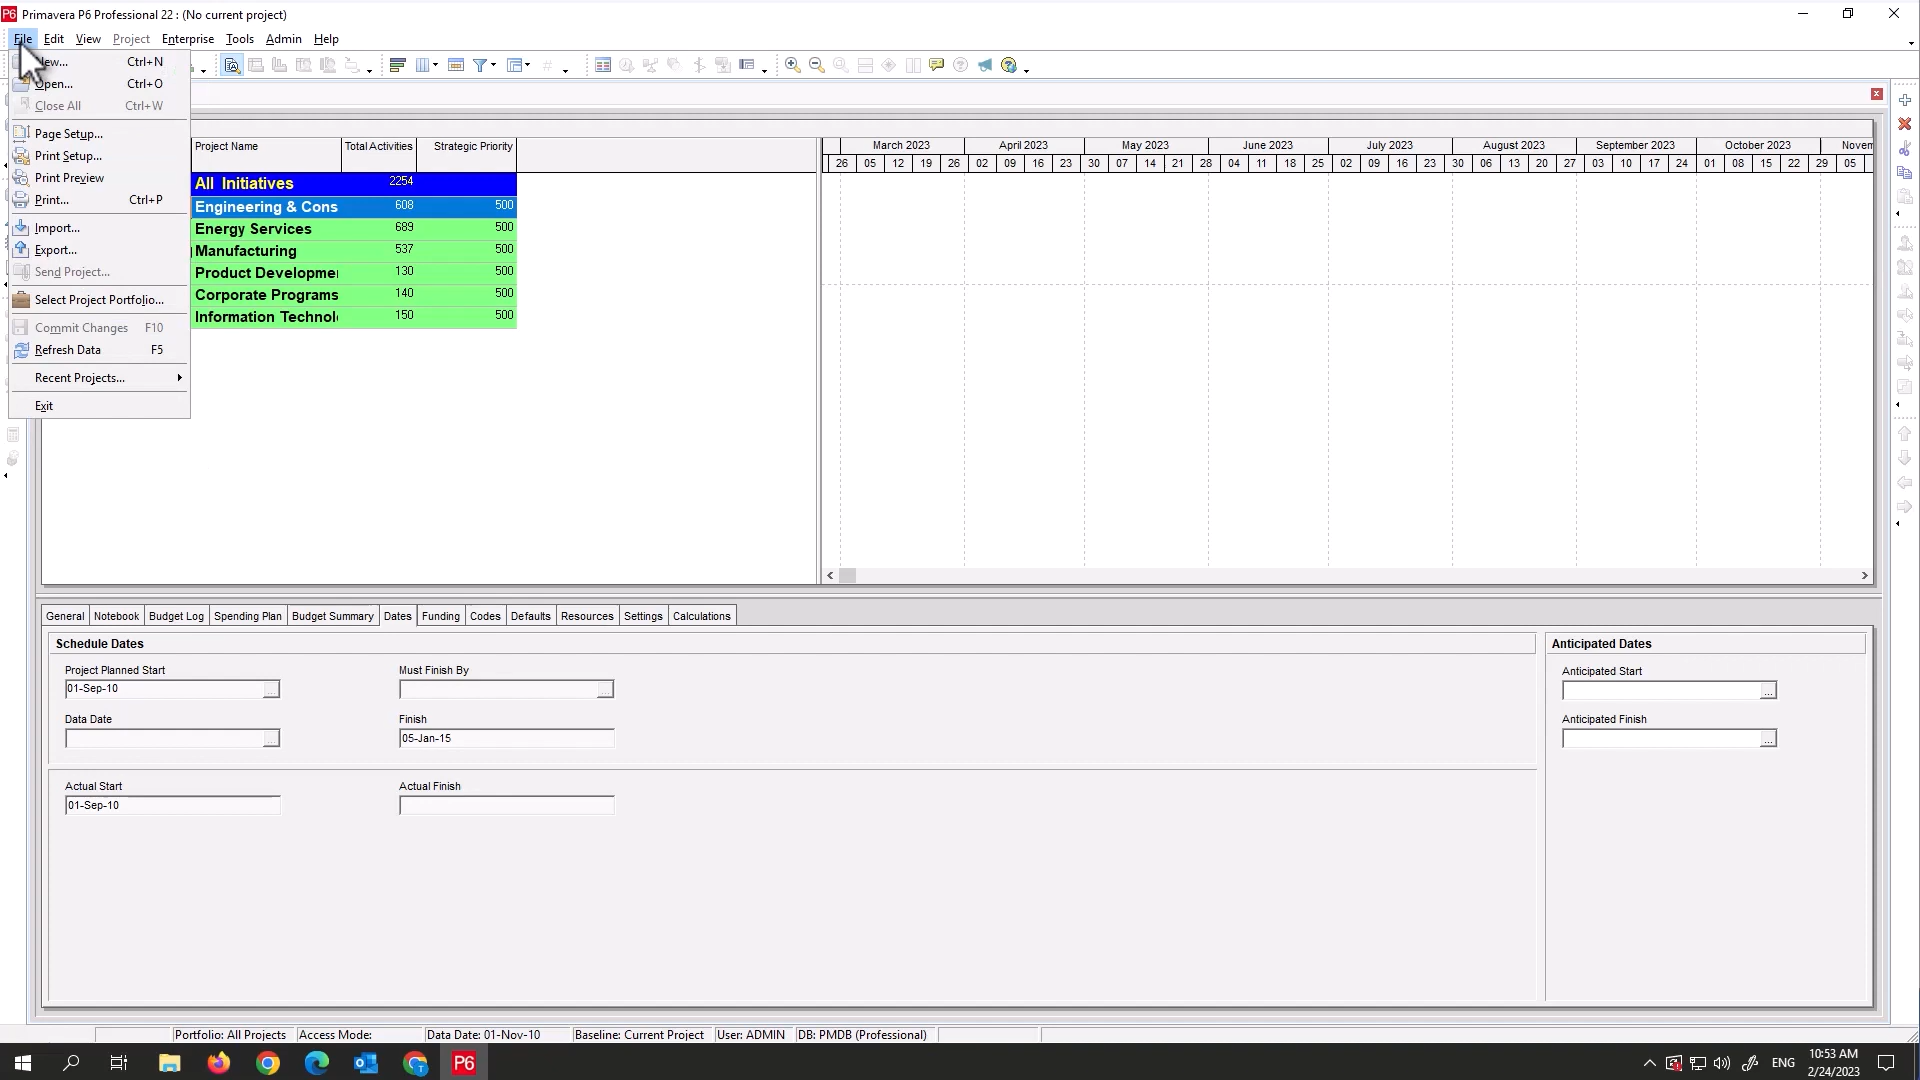 P6 Primavera P6 Professional 22 : (No current project)
File Edit View Project Enterprise Tools Admin Help
Ctrl+N
Open... Ctrl+O
Close All Ctrl+W
Page Setup...
Print Setup...
Print Preview
Print... Ctrl+P
Import...
Export...
Send Project...
Select Project Portfolio...
Commit Changes F10
Refresh Data F5
Recent Projects...
Exit
Project Name Total Activities Strategic Priority
All Initiatives 2254
Engineering & Cons 608 500
Energy Services 689 500
Manufacturing 537 500
Product Developmer 130 500
Corporate Programs 140 500
Information Technol 150 500
March 2023 April 2023 May 2023 June 2023 July 2023 August 2023 September 2023 October 2023 Novem
26 05 12 19 26 02 09 16 23 30 07 14 21 28 04 11 18 25 02 09 16 23 30 06 13 20 27 03 10 17 24 01 08 15 22 29 05
General Notebook Budget Log Spending Plan Budget Summary Dates Funding Codes Defaults Resources Settings Calculations
Schedule Dates
Project Planned Start Must Finish By
01-Sep-10
Data Date Finish
05-Jan-15
Actual Start Actual Finish
01-Sep-10
Anticipated Dates
Anticipated Start
Anticipated Finish
Portfolio: All Projects Access Mode: Data Date: 01-Nov-10 Baseline: Current Project User: ADMIN DB: PMDB (Professional)
P6
ENG
10:53 AM
2/24/2023